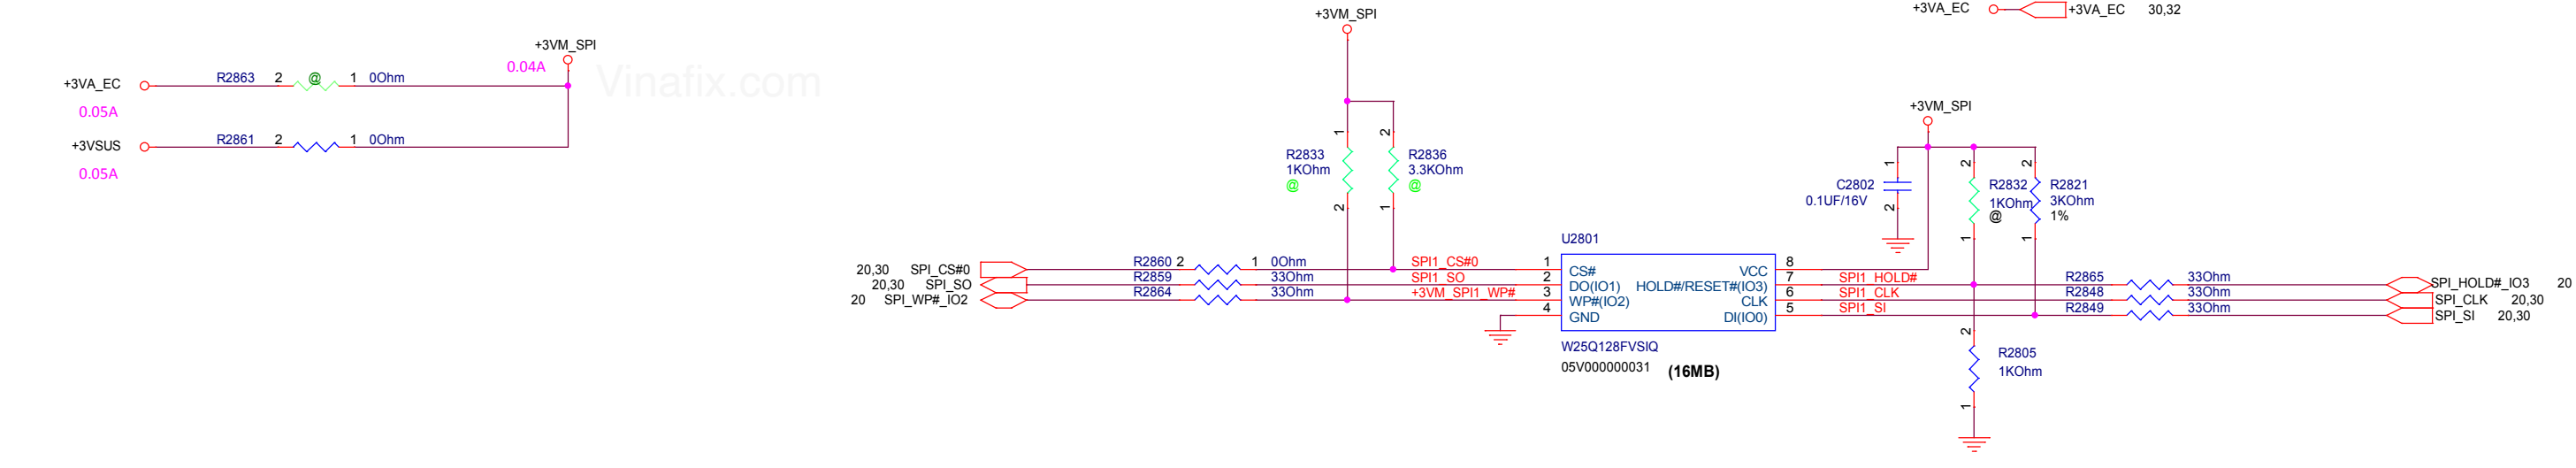 +3VM_SPI
+3VA_EC
+3VA_EC 30,32
+3VM_SPI
0.04A
Vinafix.com
+3VA_EC
R2863 2 @ 1 0Ohm
0.05A
+3VSUS
R2861 2 1 0Ohm
0.05A
1
2
R2833
1KOhm
@
R2836
3.3KOhm
@
2
1
+3VM_SPI
1
C2802
0.1UF/16V
2
2
R2832
1KOhm
@
1
2
R2821
3KOhm
1%
1
U2801
20,30 SPI_CS#0
R2860 2 1 0Ohm
SPI1_CS#0
1
CS#
VCC
8
20,30 SPI_SO
R2859 33Ohm
SPI1_SO
2
DO(IO1)
HOLD#/RESET#(IO3)
7
SPI1_HOLD#
R2865 33Ohm
SPI_HOLD#_IO3 20
20 SPI_WP#_IO2
R2864 33Ohm
+3VM_SPI1_WP#
3
WP#(IO2)
CLK
6
SPI1_CLK
R2848 33Ohm
SPI_CLK 20,30
4
GND
DI(IO0)
5
SPI1_SI
R2849 33Ohm
SPI_SI 20,30
W25Q128FVSIQ
05V000000031 (16MB)
2
R2805
1KOhm
1